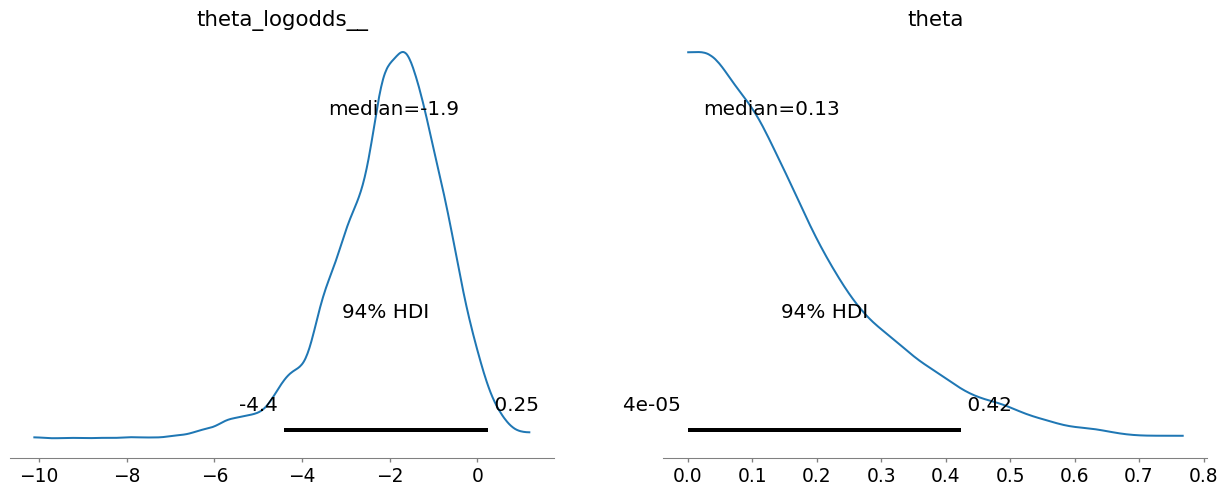 theta_logodds__
median=-1.9
94% HDI
-4.4
0.25
−10
−8
−6
−4
−2
0
theta
median=0.13
94% HDI
4e-05
0.42
0.0
0.1
0.2
0.3
0.4
0.5
0.6
0.7
0.8